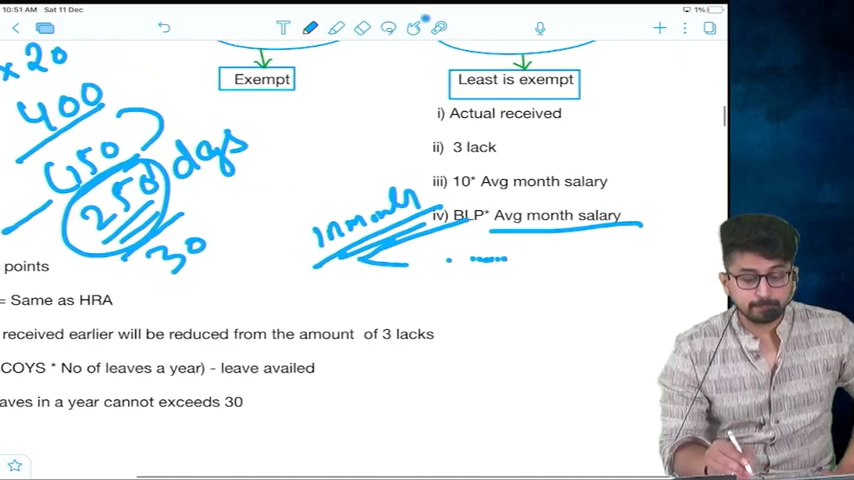 10:51 AM Sat 11 Dec
1%
T
x 20
400
Exempt
Least is exempt
i) Actual received
ii) 3 lack
iii) 10* Avg month salary
iv) BLP* Avg month salary
days
250
30
in months
points
= Same as HRA
received earlier will be reduced from the amount of 3 lacks
COYS * No of leaves a year) - leave availed
aves in a year cannot exceeds 30